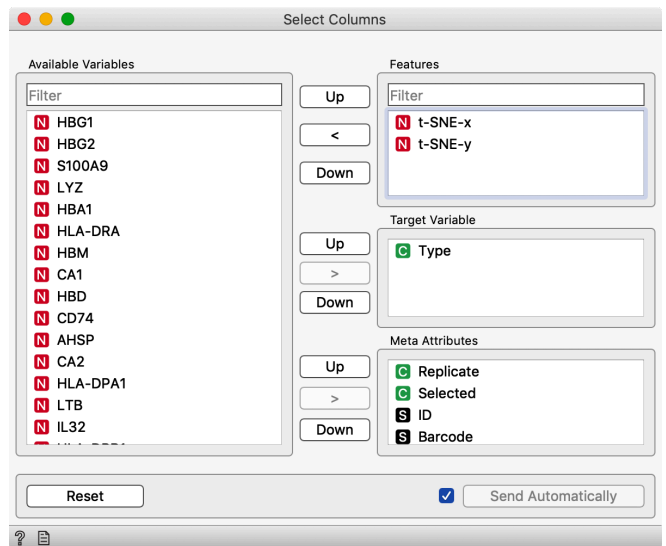 Select Columns
Available Variables
Filter
N HBG1
N HBG2
N S100A9
N LYZ
N HBA1
N HLA-DRA
N HBM
N CA1
N HBD
N CD74
N AHSP
N CA2
N HLA-DPA1
N LTB
N IL32
Up
<
Down
Up
>
Down
Up
>
Down
Features
Filter
N t-SNE-x
N t-SNE-y
Target Variable
C Type
Meta Attributes
C Replicate
C Selected
S ID
S Barcode
Reset
Send Automatically
?